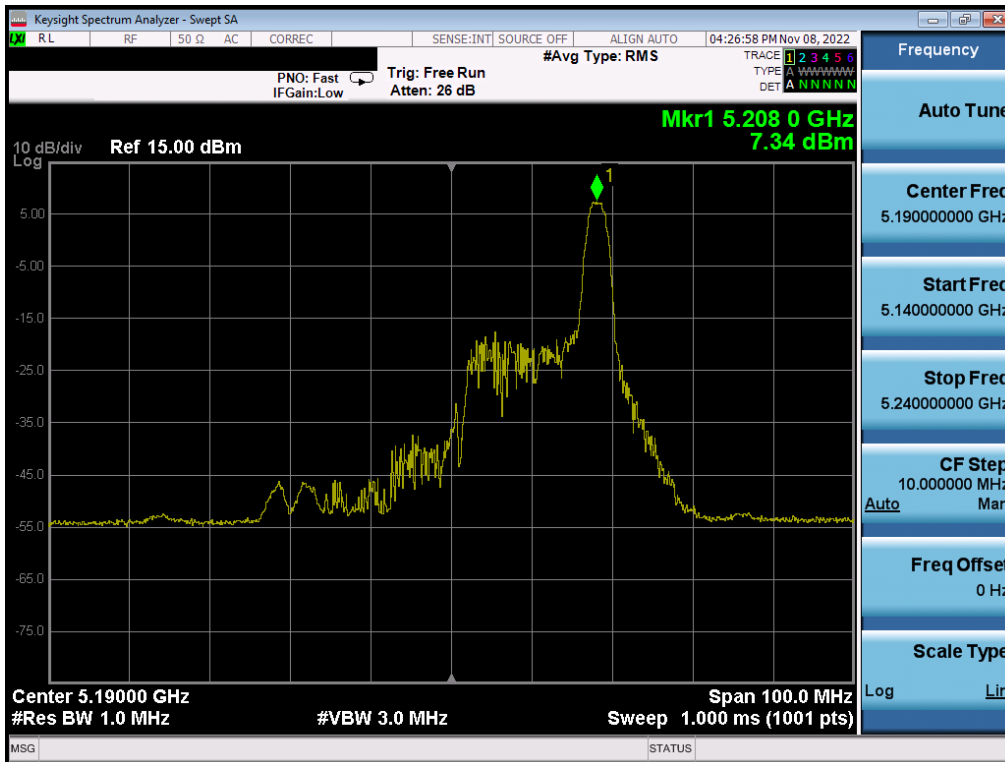 Keysight Spectrum Analyzer - Swept SA
LXI RL RF 50 Ω AC CORREC SENSE:INT SOURCE OFF ALIGN AUTO 04:26:58 PM Nov 08, 2022
Frequency
#Avg Type: RMS
TRACE 1 2 3 4 5 6
PNO: Fast
Trig: Free Run
TYPE A WWWWW
IFGain:Low
Atten: 26 dB
DET A N N N N N
Auto Tune
Mkr1 5.208 0 GHz
7.34 dBm
10 dB/div Ref 15.00 dBm
Log
1
5.00
-5.00
-15.0
-25.0
-35.0
-45.0
-55.0
-65.0
-75.0
Center Freq
5.190000000 GHz
Start Freq
5.140000000 GHz
Stop Freq
5.240000000 GHz
CF Step
10.000000 MHz
Auto Man
Freq Offset
0 Hz
Scale Type
Log Lin
Center 5.19000 GHz Span 100.0 MHz
#Res BW 1.0 MHz #VBW 3.0 MHz Sweep 1.000 ms (1001 pts)
MSG STATUS